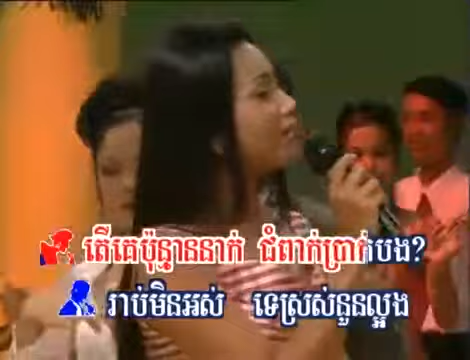 តើគេប៉ុន្មាននាក់ ជំពាក់ប្រាក់បង?
រាប់មិនអស់ ទេស្រស់នួនល្អង